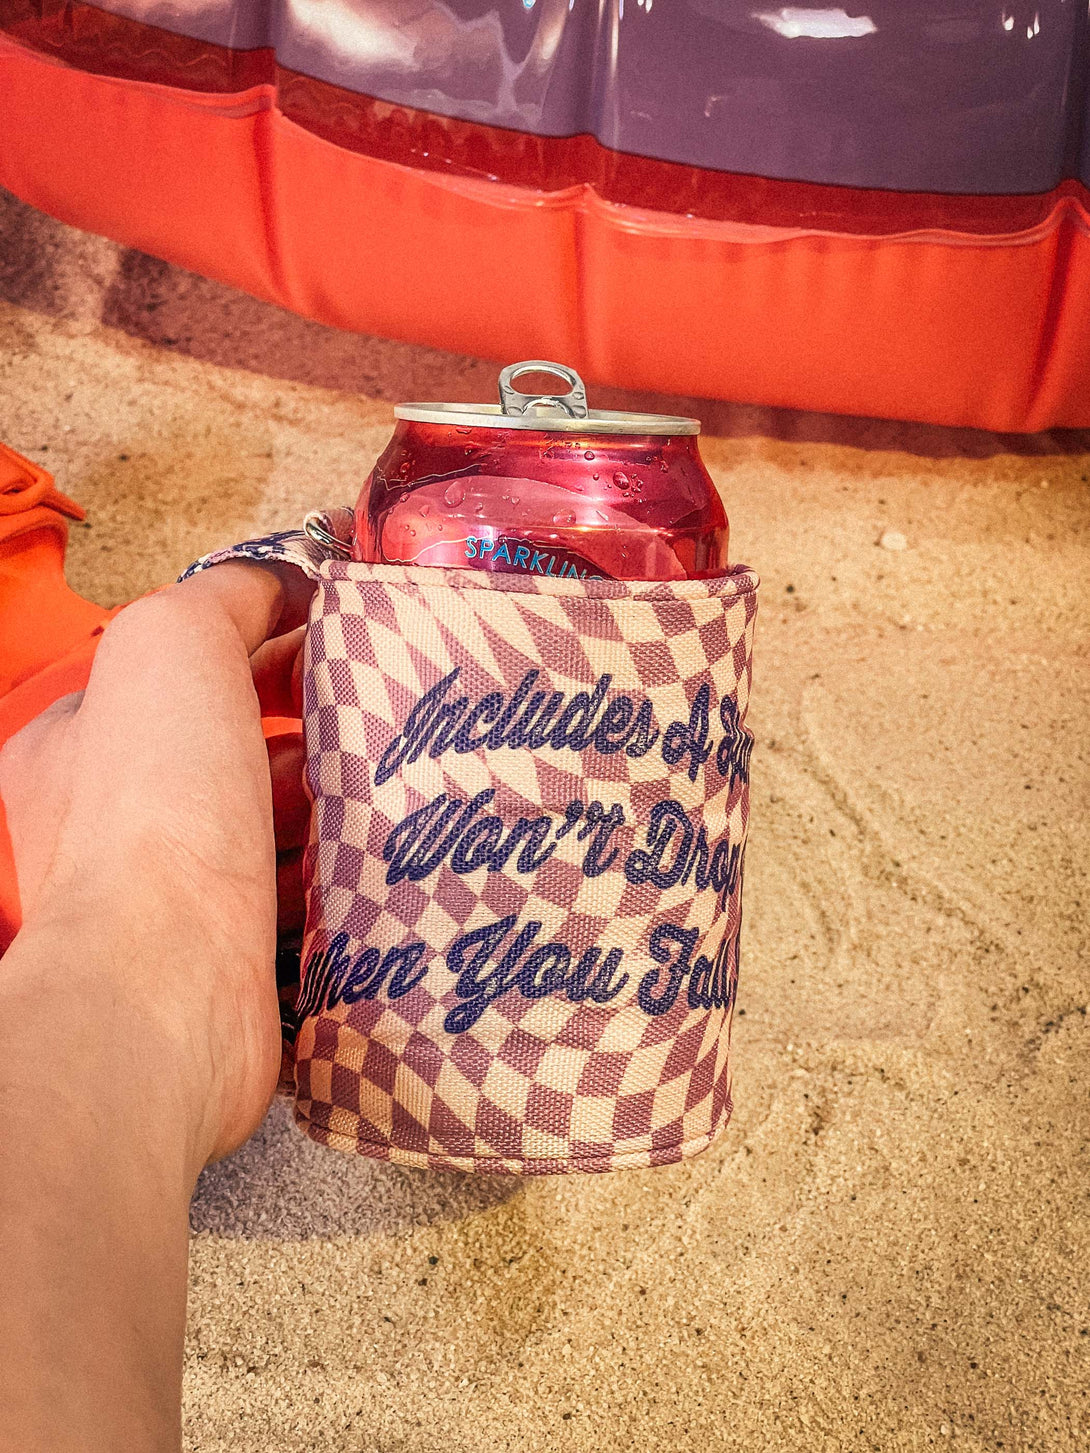 SPARKLING
Includes A
Won''t Drop
When You Fall